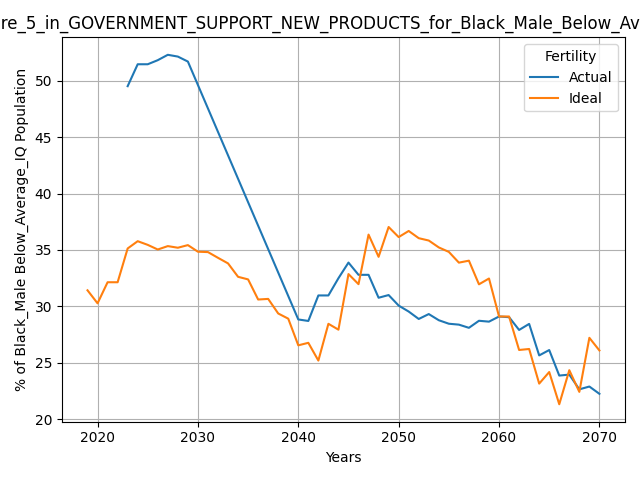 re_5_in_GOVERNMENT_SUPPORT_NEW_PRODUCTS_for_Black_Male_Below_Av
Fertility
Actual
Ideal
% of Black_Male Below_Average_IQ Population
50
45
40
35
30
25
20
2020
2030
2040
2050
2060
2070
Years